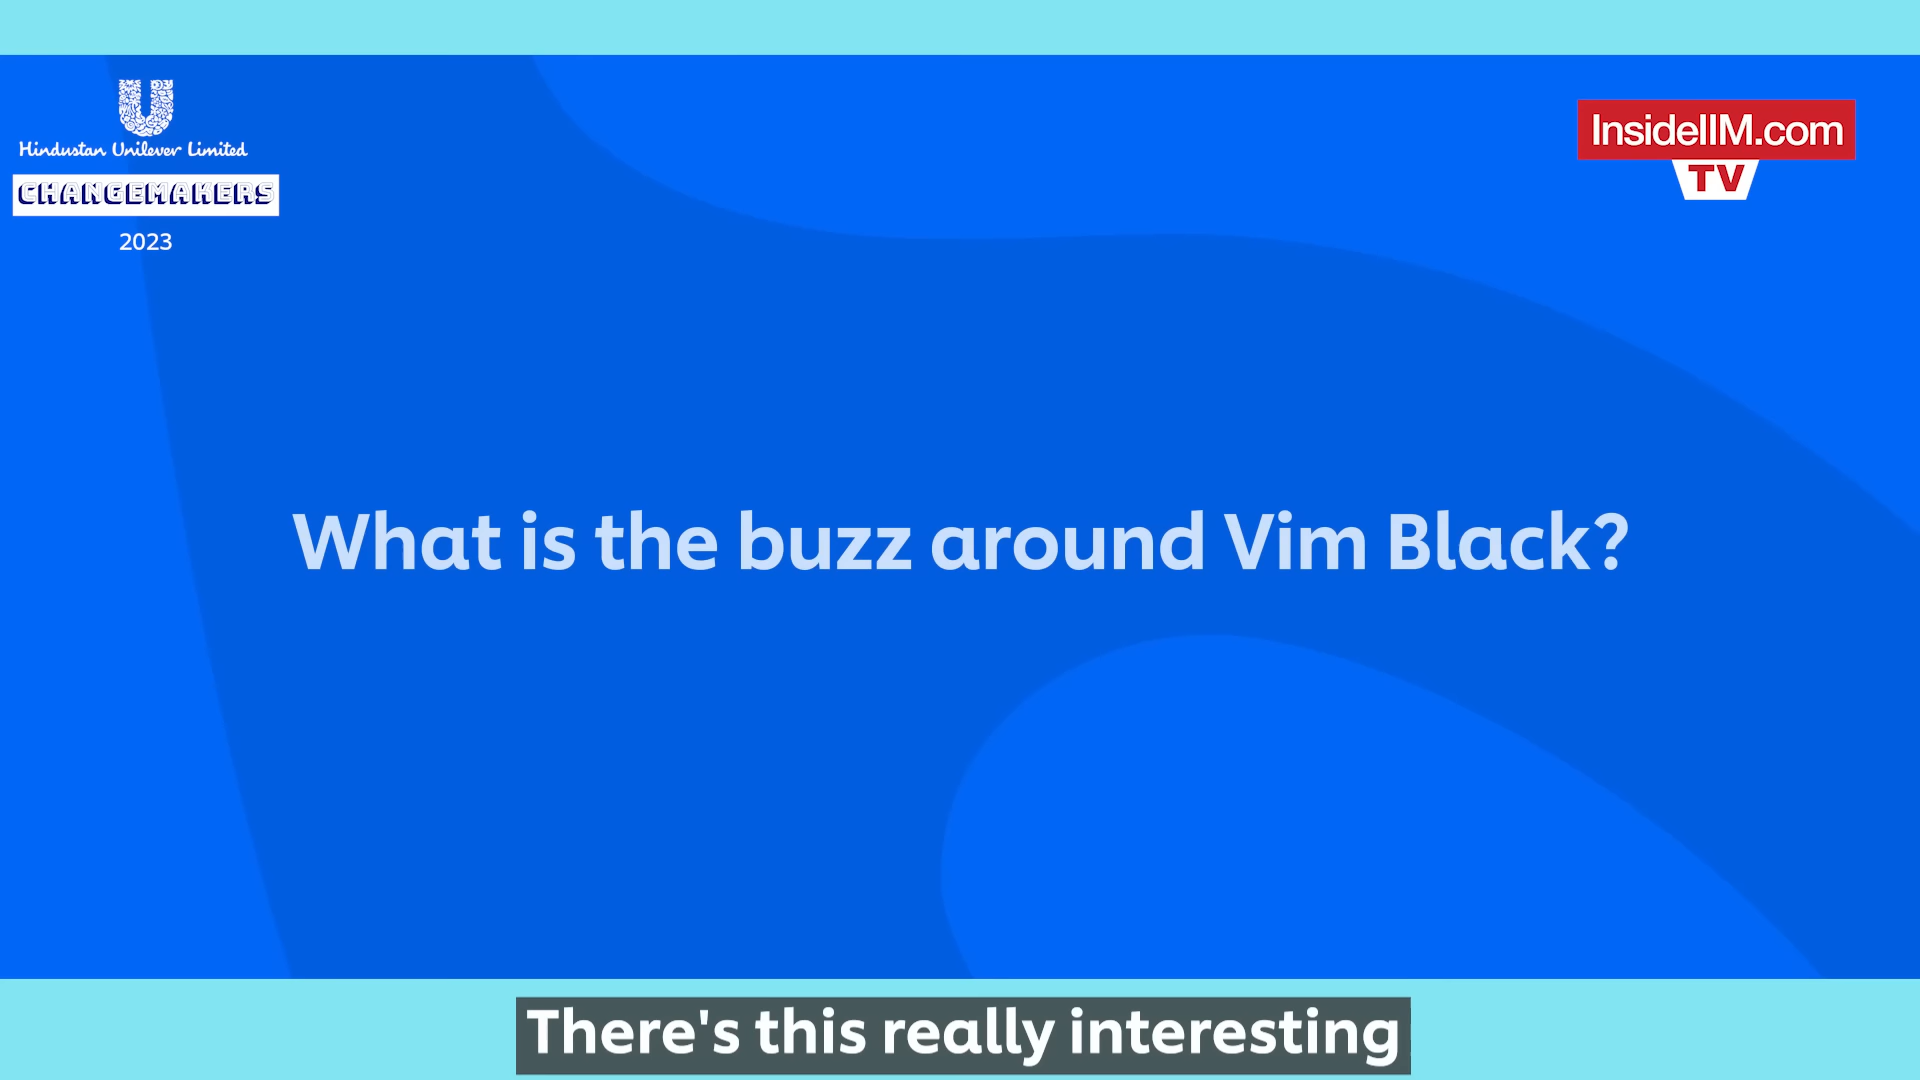 Hindustan Unilever Limited
CHANGEMAKERS
2023
InsideIIM.com
TV
What is the buzz around Vim Black?
There's this really interesting